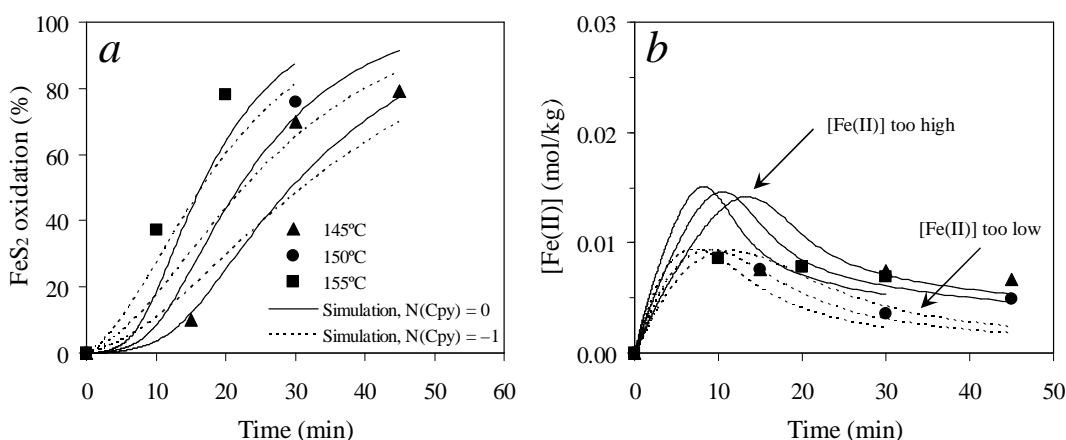 a
FeS2 oxidation (%)
100
80
60
40
20
0
145ºC
150ºC
155ºC
Simulation, N(Cpy) = 0
Simulation, N(Cpy) = −1
0 10 20 30 40 50 60
Time (min)
b
[Fe(II)] (mol/kg)
0.03
0.02
0.01
0.00
[Fe(II)] too high
[Fe(II)] too low
0 10 20 30 40 50
Time (min)